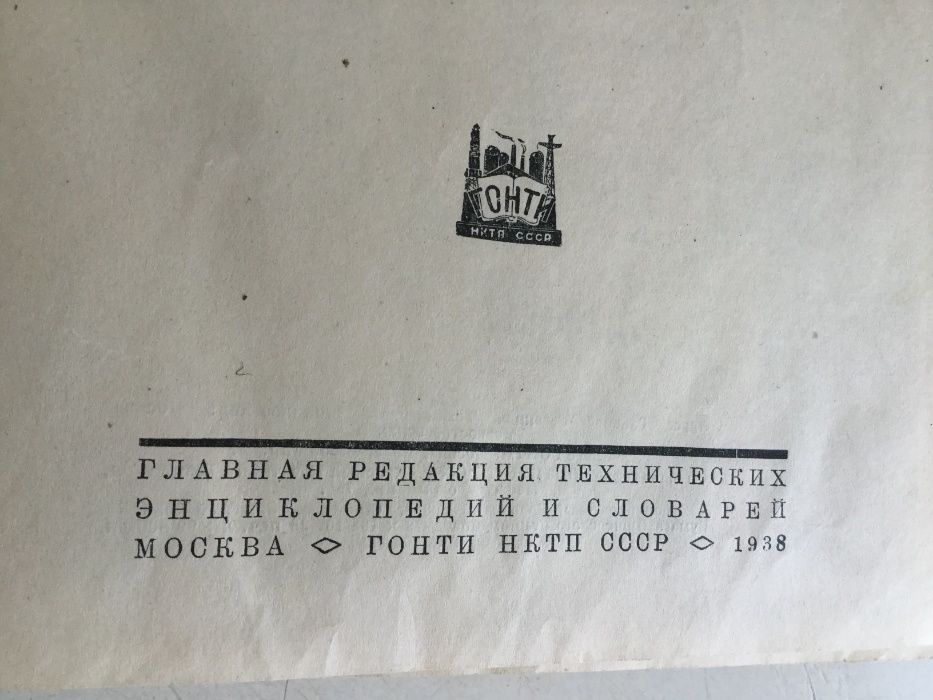 ГОНТИ
НКТП СССР
ГЛАВНАЯ РЕДАКЦИЯ ТЕХНИЧЕСКИХ
ЭНЦИКЛОПЕДИЙ И СЛОВАРЕЙ
МОСКВА ◇ ГОНТИ НКТП СССР ◇ 1938